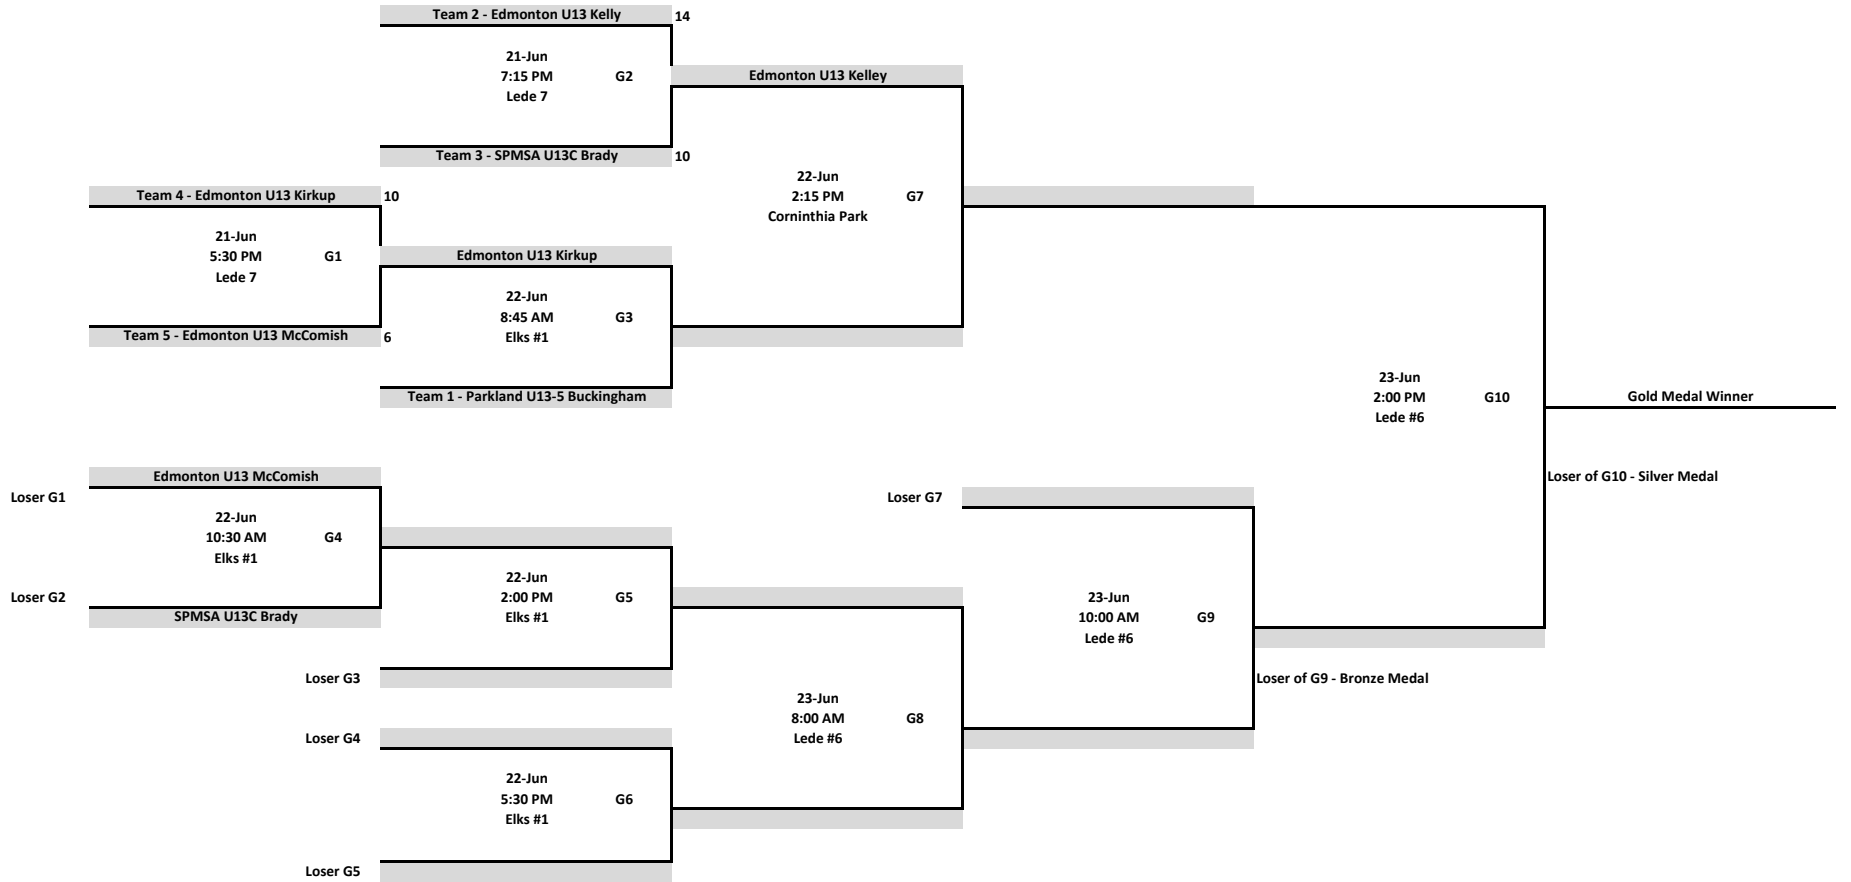 Team 2 - Edmonton U13 Kelly 14
21-Jun
7:15 PM G2
Lede 7
Edmonton U13 Kelley
Team 3 - SPMSA U13C Brady 10
22-Jun
2:15 PM G7
Corninthia Park
Team 4 - Edmonton U13 Kirkup 10
21-Jun
5:30 PM G1
Lede 7
Edmonton U13 Kirkup
22-Jun
8:45 AM G3
Elks #1
Team 5 - Edmonton U13 McComish 6
Team 1 - Parkland U13-5 Buckingham
23-Jun
2:00 PM G10
Lede #6
Gold Medal Winner
Edmonton U13 McComish
Loser G1
22-Jun
10:30 AM G4
Elks #1
Loser G2
SPMSA U13C Brady
Loser G7
Loser of G10 - Silver Medal
22-Jun
2:00 PM G5
Elks #1
23-Jun
10:00 AM G9
Lede #6
Loser G3
Loser of G9 - Bronze Medal
23-Jun
8:00 AM G8
Lede #6
Loser G4
22-Jun
5:30 PM G6
Elks #1
Loser G5